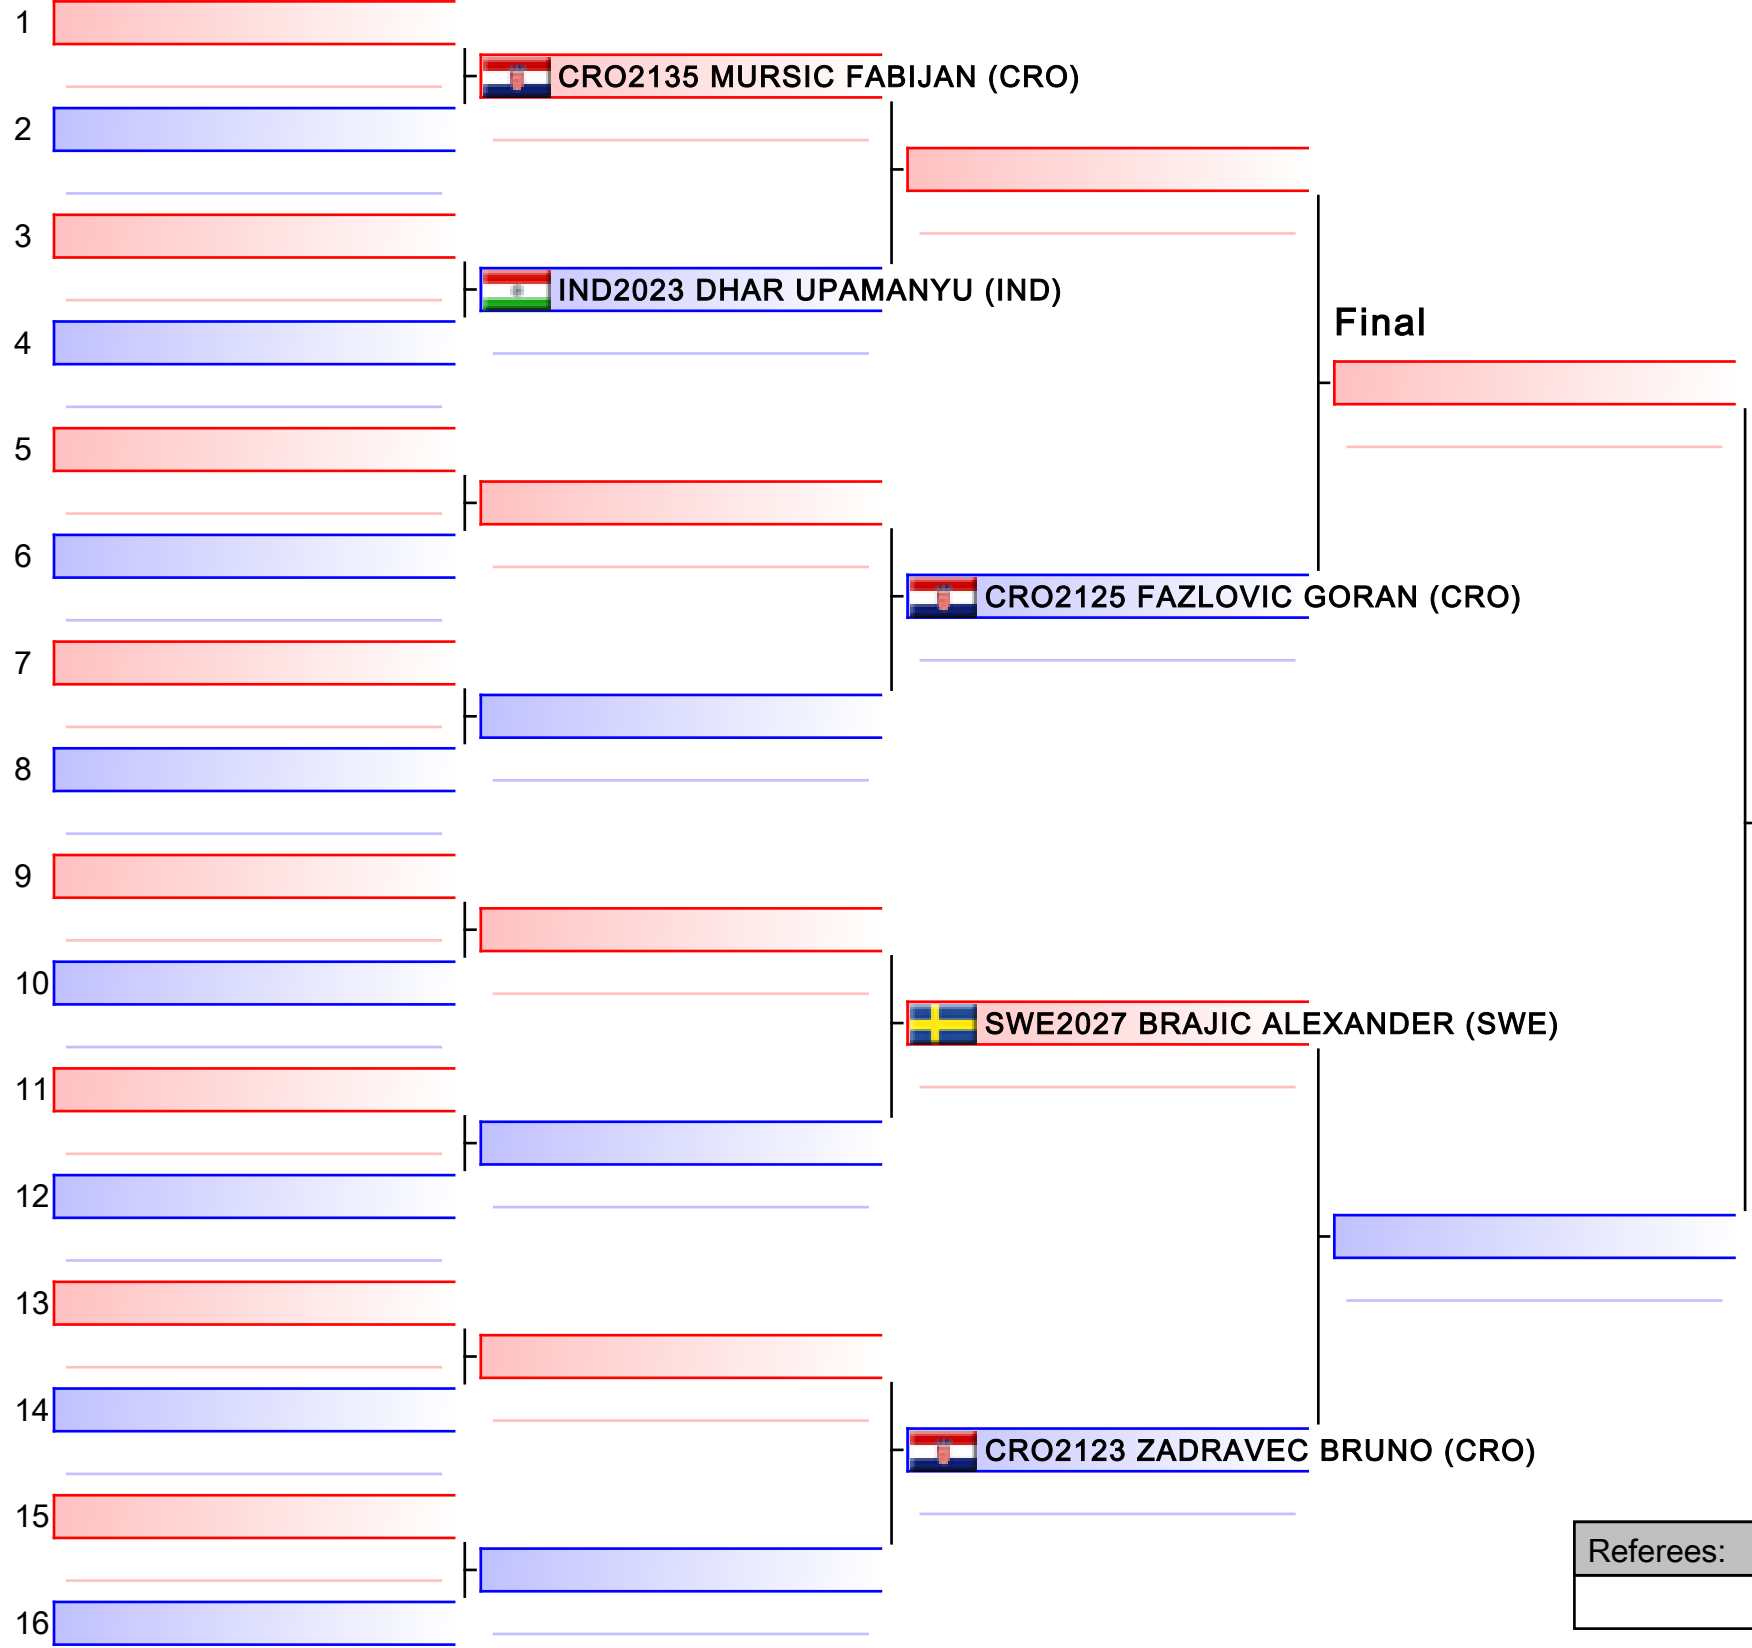 1
CRO2135 MURSIC FABIJAN (CRO)
2
3
IND2023 DHAR UPAMANYU (IND)
4
Final
5
6
CRO2125 FAZLOVIC GORAN (CRO)
7
8
9
10
SWE2027 BRAJIC ALEXANDER (SWE)
11
12
13
14
CRO2123 ZADRAVEC BRUNO (CRO)
15
Referees:
16